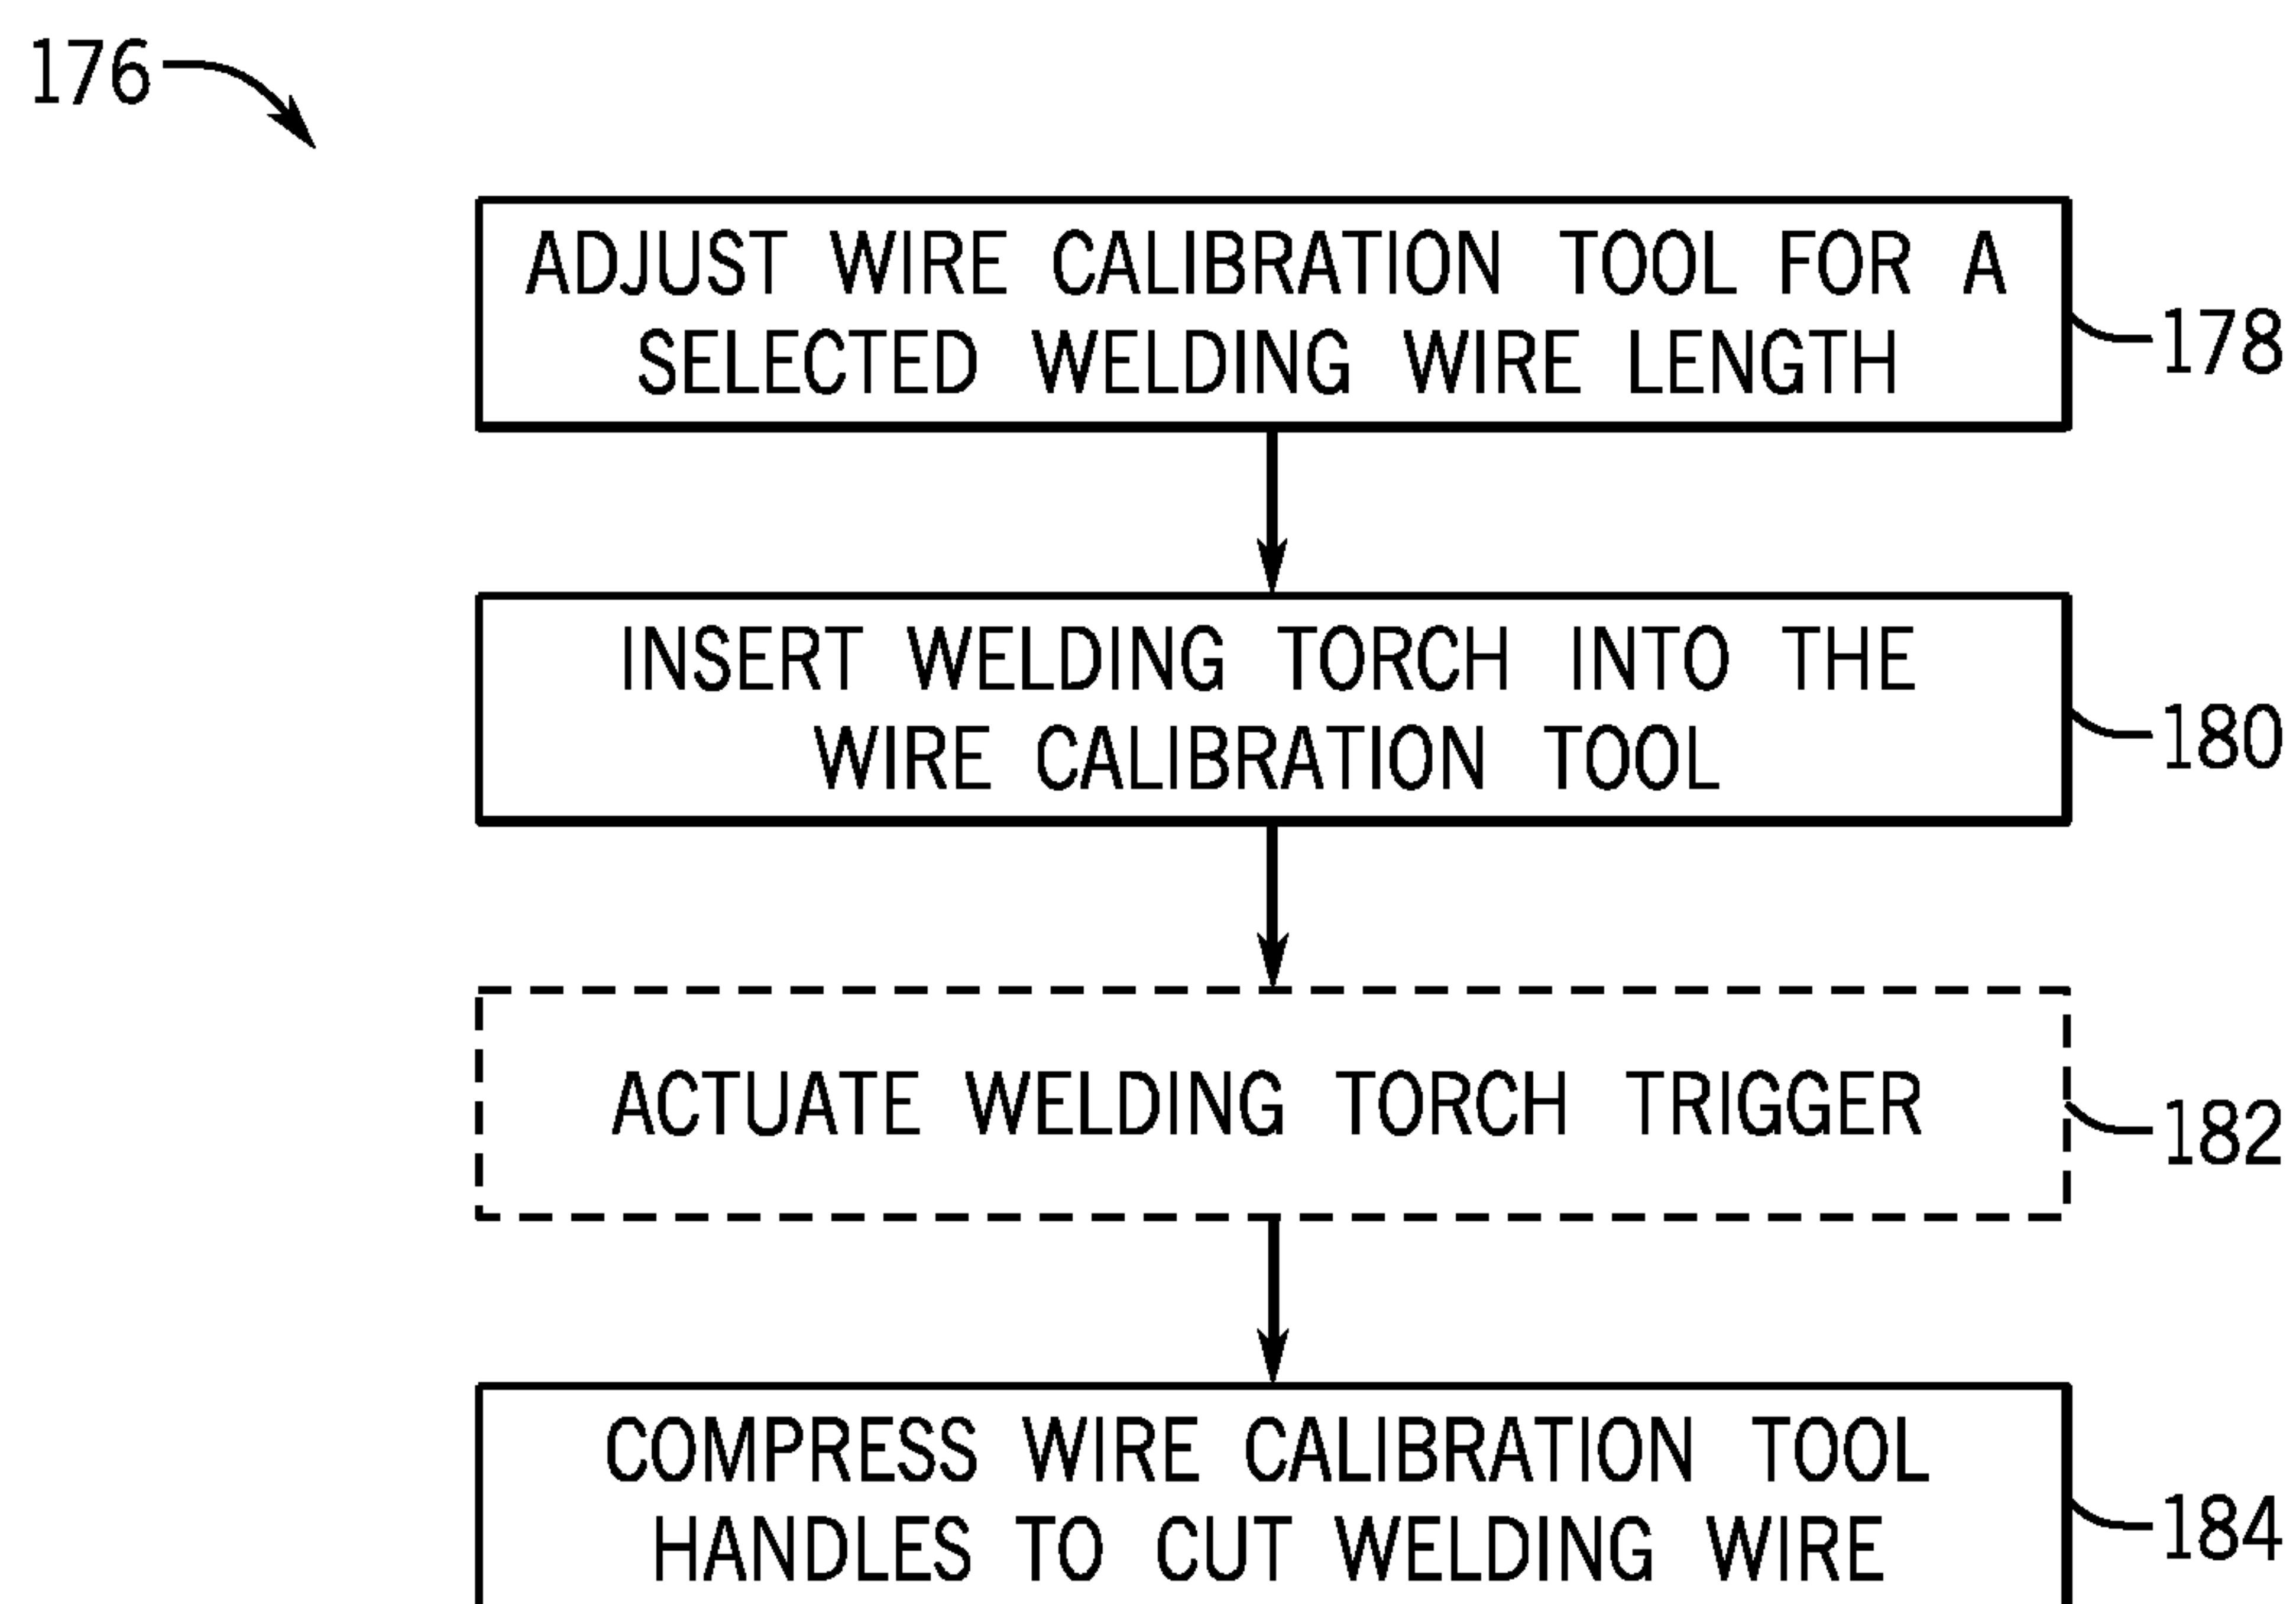 176
ADJUST WIRE CALIBRATION TOOL FOR A
SELECTED WELDING WIRE LENGTH
178
INSERT WELDING TORCH INTO THE
WIRE CALIBRATION TOOL
180
ACTUATE WELDING TORCH TRIGGER
182
COMPRESS WIRE CALIBRATION TOOL
HANDLES TO CUT WELDING WIRE
184